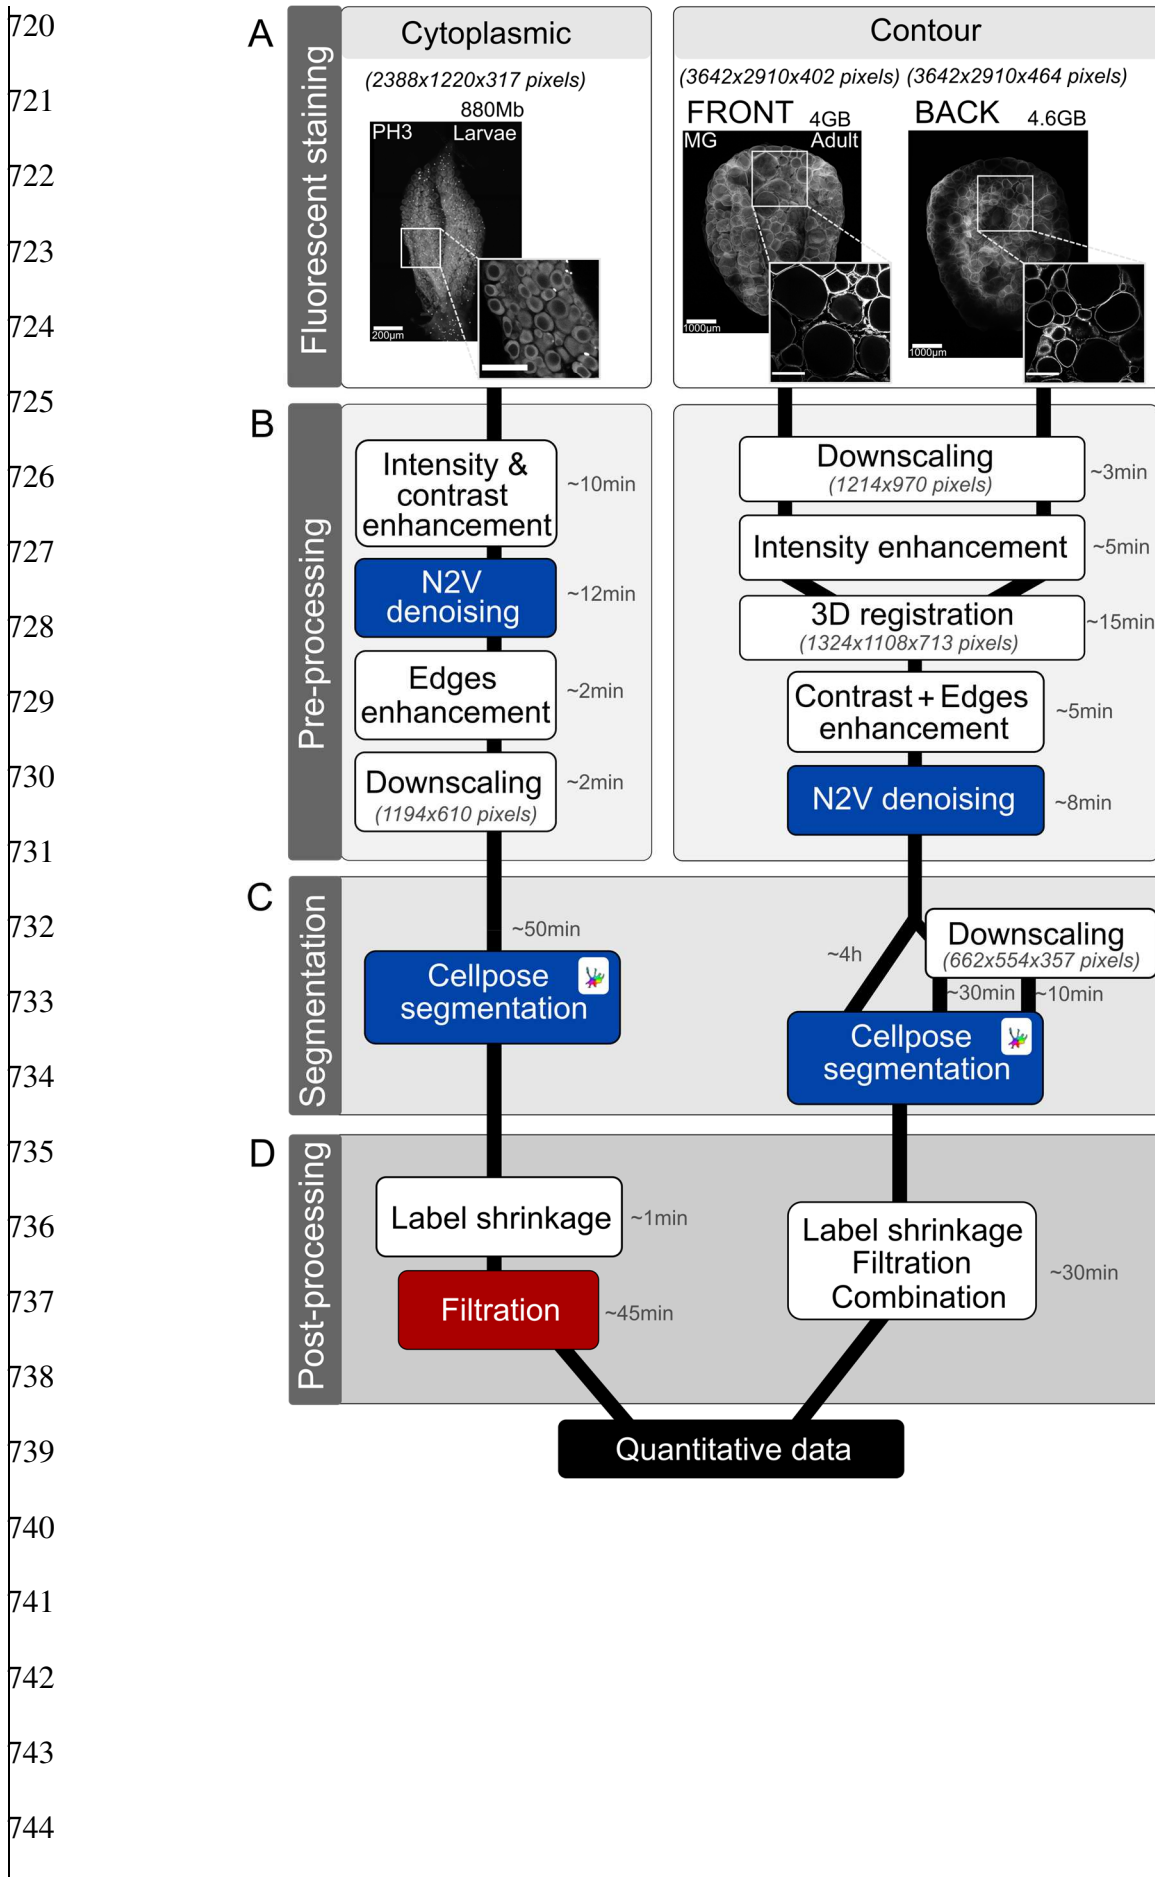 720
721
722
723
724
725
726
727
728
729
730
731
732
733
734
735
736
737
738
739
740
741
742
743
744
A
Fluorescent staining
Cytoplasmic
(2388x1220x317 pixels)
880Mb
PH3
Larvae
200µm
Contour
(3642x2910x402 pixels) (3642x2910x464 pixels)
FRONT
4GB
MG
Adult
1000µm
BACK
4.6GB
1000µm
B
Pre-processing
Intensity &
contrast
enhancement
~10min
N2V
denoising
~12min
Edges
enhancement
~2min
Downscaling
(1194x610 pixels)
~2min
Downscaling
(1214x970 pixels)
~3min
Intensity enhancement
~5min
3D registration
(1324x1108x713 pixels)
~15min
Contrast + Edges
enhancement
~5min
N2V denoising
~8min
C
Segmentation
~50min
Cellpose
segmentation
~4h
Downscaling
(662x554x357 pixels)
~30min
~10min
Cellpose
segmentation
D
Post-processing
Label shrinkage
~1min
Filtration
~45min
Label shrinkage
Filtration
Combination
~30min
Quantitative data